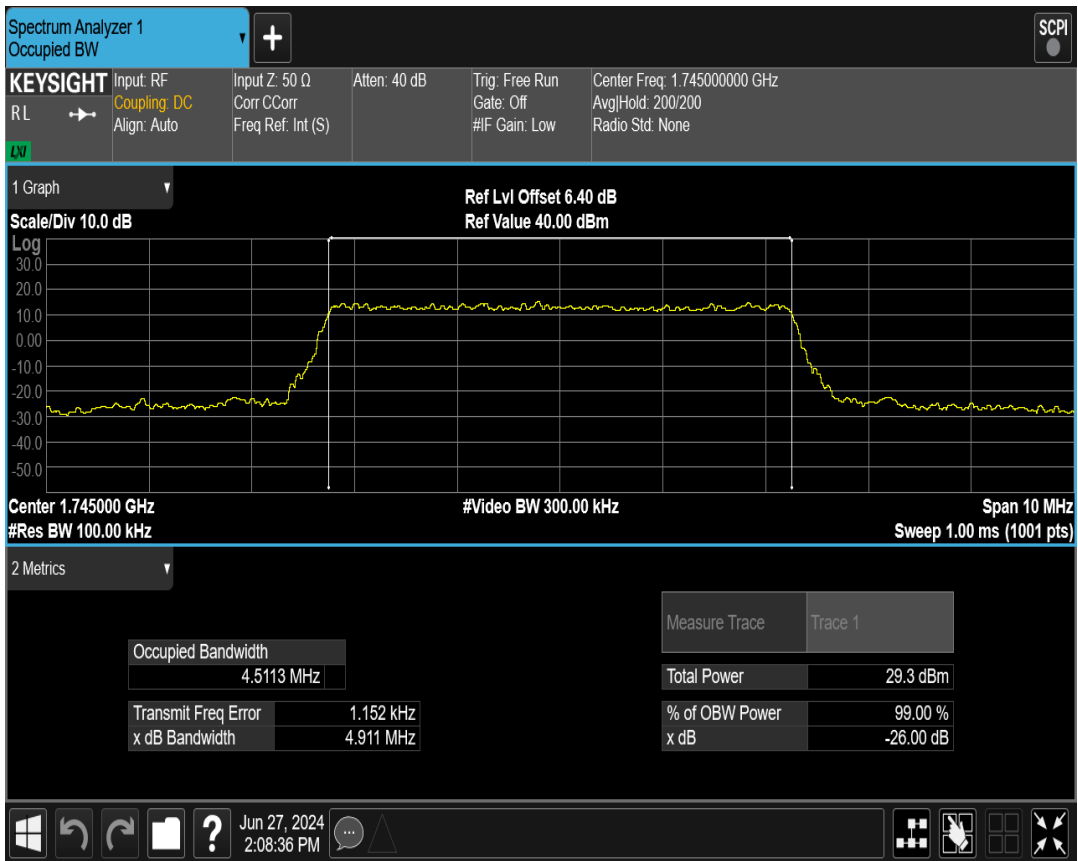 Spectrum Analyzer 1
Occupied BW
+
SCPI
KEYSIGHT
R L
LXI
Input: RF
Coupling: DC
Align: Auto
Input Z: 50 Ω
Corr CCorr
Freq Ref: Int (S)
Atten: 40 dB
Trig: Free Run
Gate: Off
#IF Gain: Low
Center Freq: 1.745000000 GHz
Avg|Hold: 200/200
Radio Std: None
1 Graph
Ref Lvl Offset 6.40 dB
Scale/Div 10.0 dB
Ref Value 40.00 dBm
Log
30.0
20.0
10.0
0.00
-10.0
-20.0
-30.0
-40.0
-50.0
Center 1.745000 GHz
#Video BW 300.00 kHz
Span 10 MHz
#Res BW 100.00 kHz
Sweep 1.00 ms (1001 pts)
2 Metrics
Measure Trace Trace 1
Occupied Bandwidth
4.5113 MHz
Total Power 29.3 dBm
Transmit Freq Error 1.152 kHz
% of OBW Power 99.00 %
x dB Bandwidth 4.911 MHz
x dB -26.00 dB
?
Jun 27, 2024
2:08:36 PM